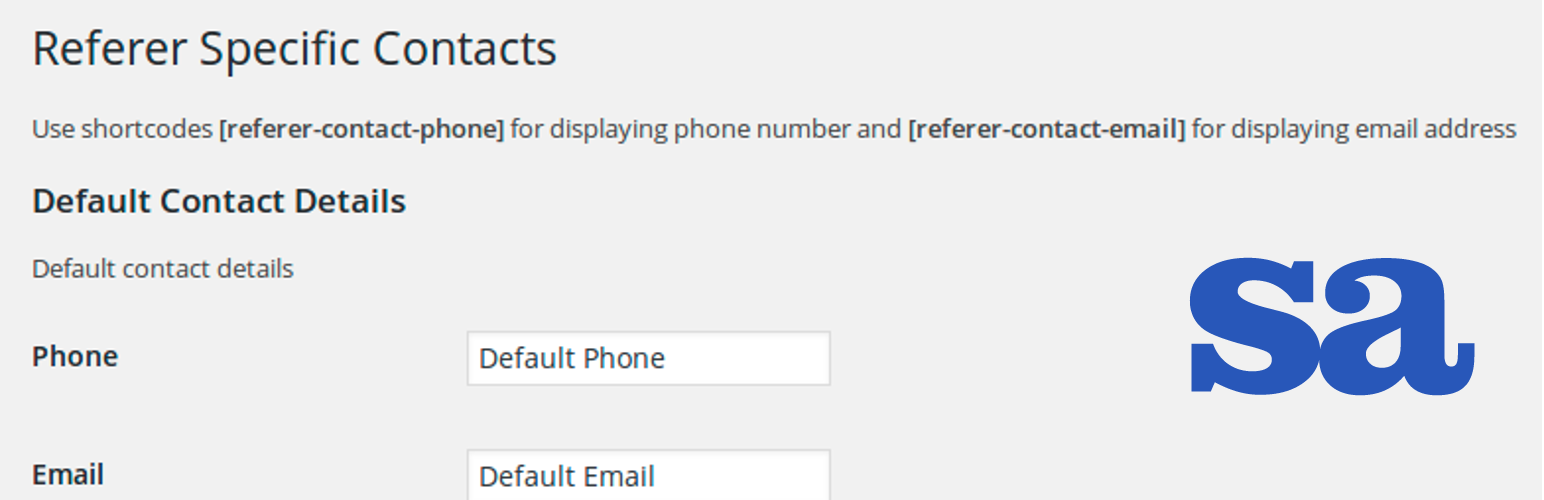 Referer Specific Contacts
Use shortcodes [referer-contact-phone] for displaying phone number and [referer-contact-email] for displaying email address
Default Contact Details
Default contact details
sa
Phone
Default Phone
Email
Default Email